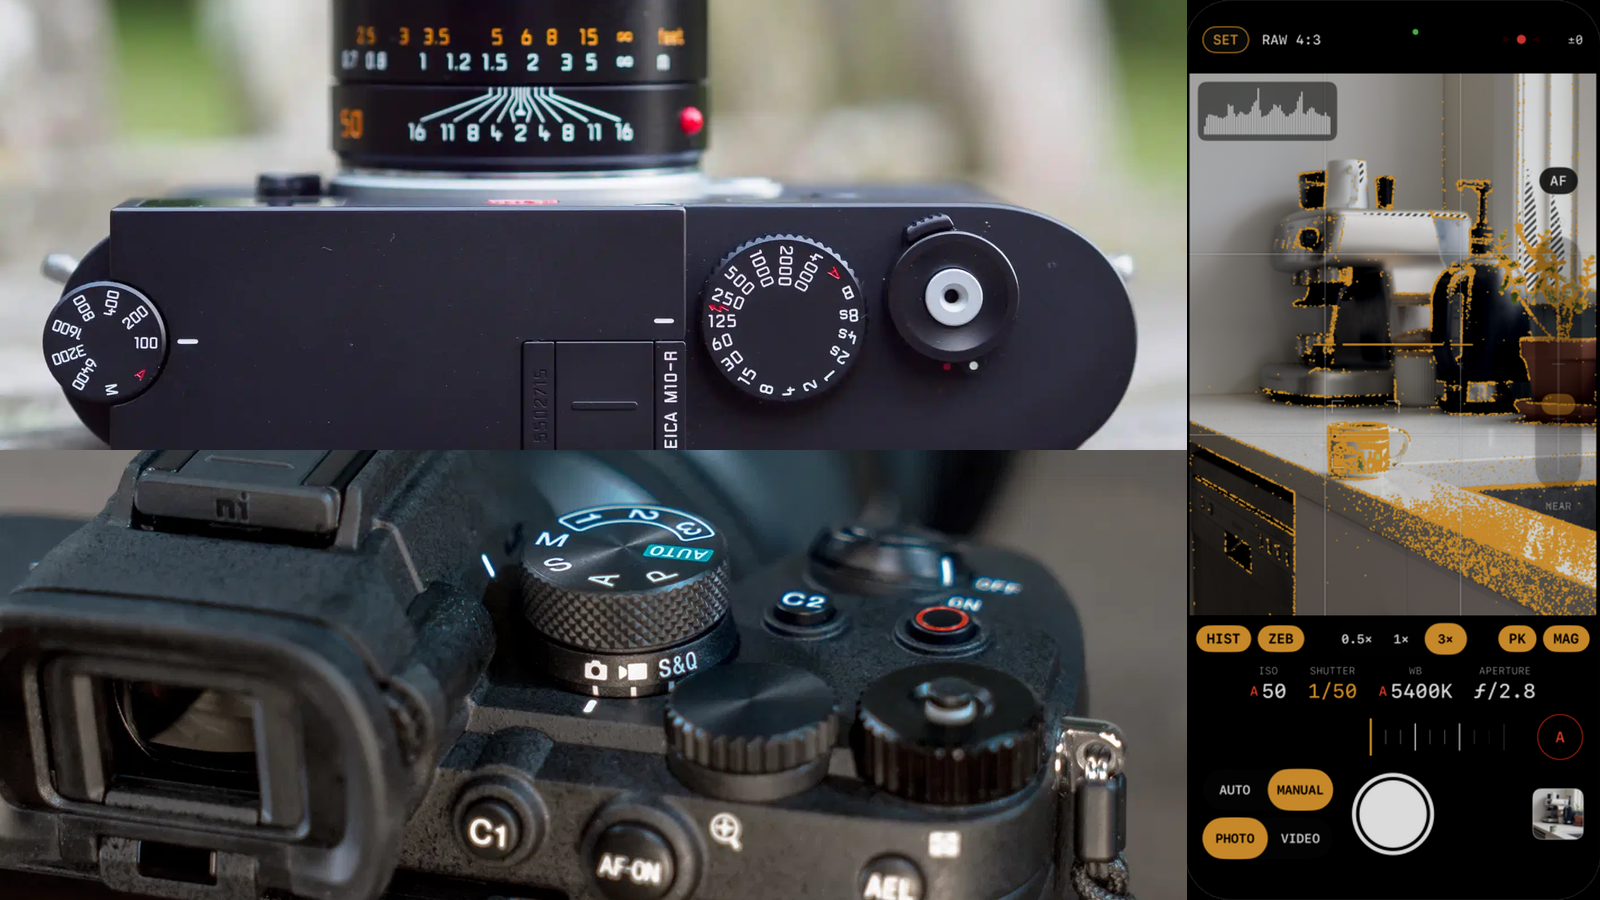 2.5 3 3.5 5 6 8 15 ∞ feet
0.7 0.8 1 1.2 1.5 2 3 5 ∞ m
50
16 11 8 4 2 4 8 11 16
M 6400 3200 1600 800 400 200 100 A
5502715
LEICA M10-R
4000 2000 1000 500 250 125 60 30 15 8 4 2 1 2s 4s 8s B A
1 2 3
M AUTO
S A P
C2
OFF
ON
S&Q
C1
AF-ON
AEL
SET RAW 4:3 ±0
AF
NEAR
HIST ZEB 0.5× 1× 3× PK MAG
ISO SHUTTER WB APERTURE
A 50 1/50 A 5400K ƒ/2.8
A
AUTO MANUAL
PHOTO VIDEO